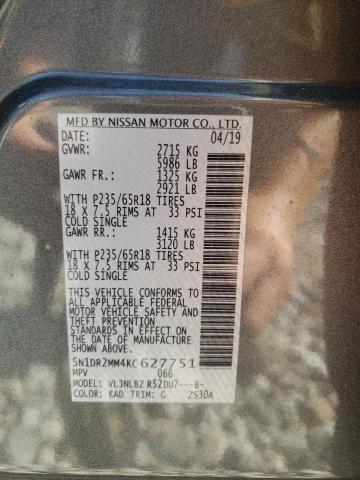 MFD BY NISSAN MOTOR CO., LTD.
DATE: 04/19
GVWR: 2715 KG
5986 LB
GAWR FR.: 1325 KG
2921 LB
WITH P235/65R18 TIRES
18 X 7.5 RIMS AT 33 PSI
COLD SINGLE
GAWR RR.: 1415 KG
3120 LB
WITH P235/65R18 TIRES
18 X 7.5 RIMS AT 33 PSI
COLD SINGLE
THIS VEHICLE CONFORMS TO
ALL APPLICABLE FEDERAL
MOTOR VEHICLE SAFETY AND
THEFT PREVENTION
STANDARDS IN EFFECT ON
THE DATE OF MANUFACTURE
SHOWN ABOVE.
5N1DR2MM4KC627751
MPV 066
MODEL: VLJNLBZ R52DU7---B-
COLOR: KAD TRIM: G ZS30A